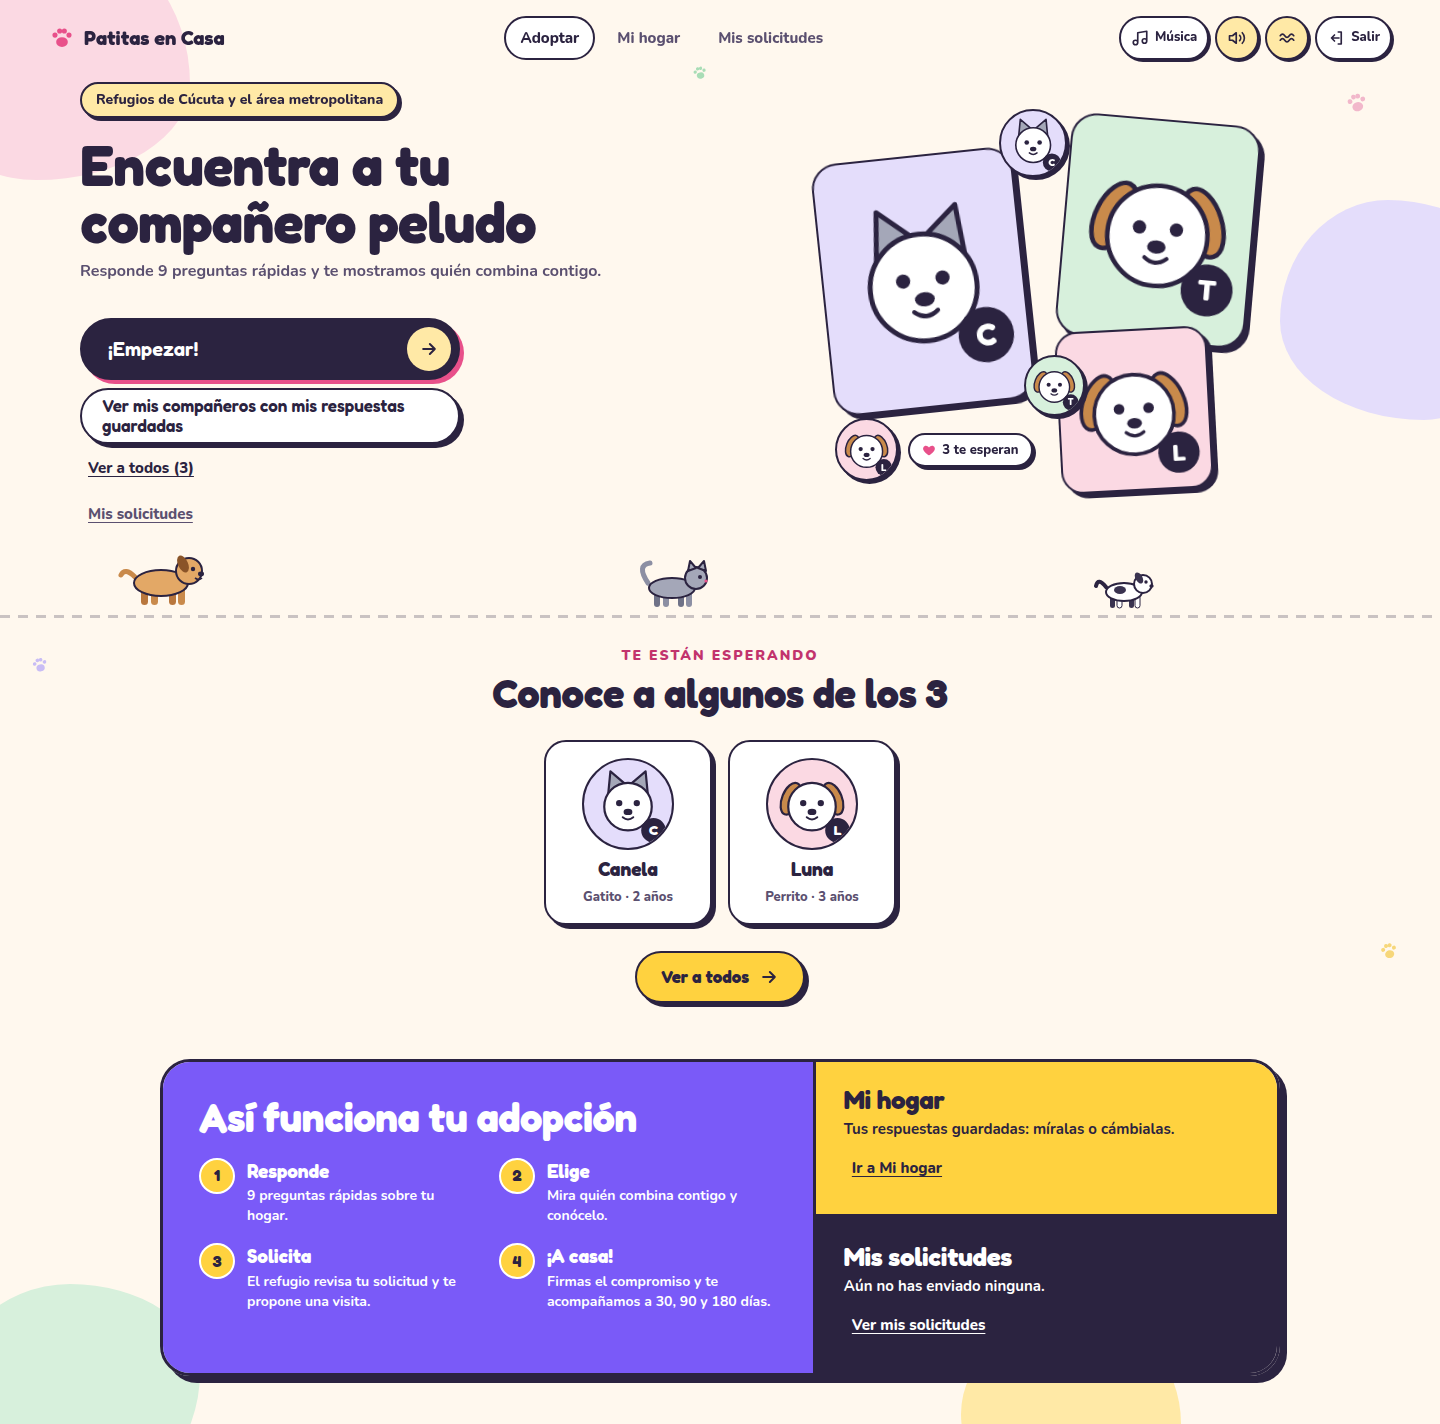 Patitas en Casa
Adoptar
Mi hogar
Mis solicitudes
Música
Salir
Refugios de Cúcuta y el área metropolitana
Encuentra a tu
compañero peludo
Responde 9 preguntas rápidas y te mostramos quién combina contigo.
¡Empezar!
Ver mis compañeros con mis respuestas
guardadas
Ver a todos (3)
Mis solicitudes
C
C
T
T
L
L
3 te esperan
TE ESTÁN ESPERANDO
Conoce a algunos de los 3
C
Canela
Gatito · 2 años
L
Luna
Perrito · 3 años
Ver a todos
Así funciona tu adopción
1
Responde
9 preguntas rápidas sobre tu
hogar.
2
Elige
Mira quién combina contigo y
conócelo.
3
Solicita
El refugio revisa tu solicitud y te
propone una visita.
4
¡A casa!
Firmas el compromiso y te
acompañamos a 30, 90 y 180 días.
Mi hogar
Tus respuestas guardadas: míralas o cámbialas.
Ir a Mi hogar
Mis solicitudes
Aún no has enviado ninguna.
Ver mis solicitudes